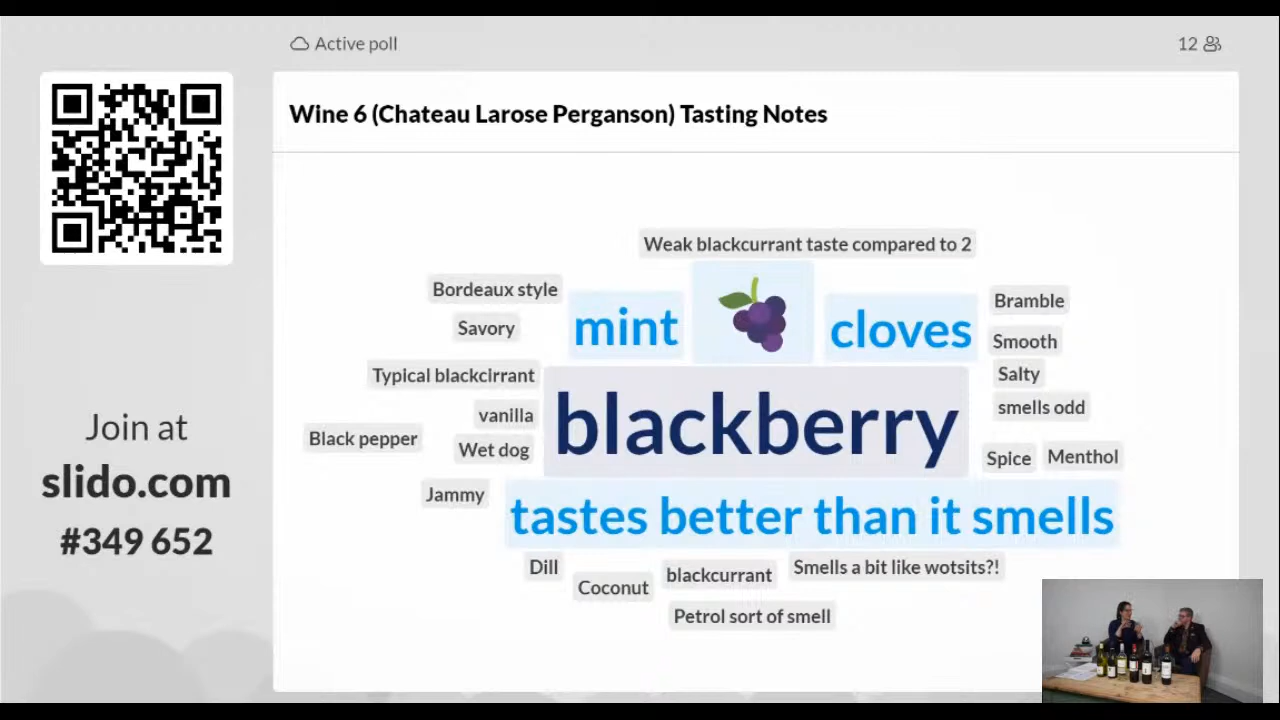 Active poll
12
Wine 6 (Chateau Larose Perganson) Tasting Notes
Weak blackcurrant taste compared to 2
Bordeaux style
Bramble
Savory
mint
cloves
Smooth
Typical blackcirrant
Salty
vanilla
blackberry
smells odd
Black pepper
Wet dog
Spice
Menthol
Jammy
tastes better than it smells
Dill
Smells a bit like wotsits?!
Coconut
blackcurrant
Petrol sort of smell
Join at
slido.com
#349 652